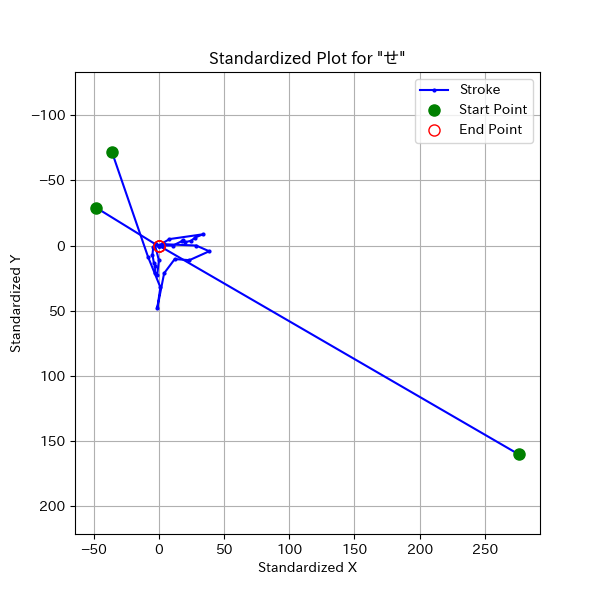 Standardized Plot for "せ"
Stroke
Start Point
End Point
−100
−50
0
50
100
150
200
Standardized Y
−50 0 50 100 150 200 250
Standardized X